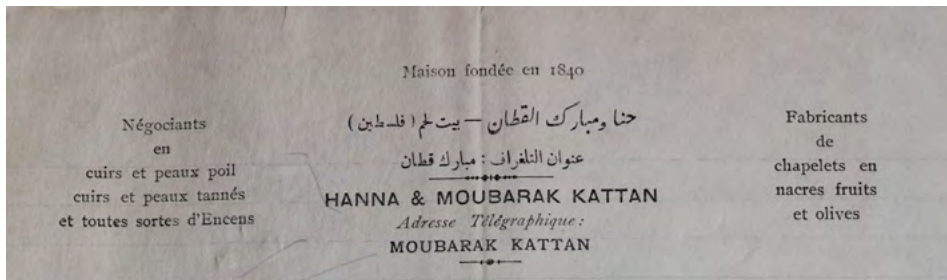 Maison fondée en 1840
Négociants
en
cuirs et peaux poil
cuirs et peaux tannés
et toutes sortes d'Encens
حنا ومبارك القطان — بيت لحم ( فلسطين )
عنوان التلغراف : مبارك قطان
HANNA & MOUBARAK KATTAN
Adresse Télégraphique :
MOUBARAK KATTAN
Fabricants
de
chapelets en
nacres fruits
et olives